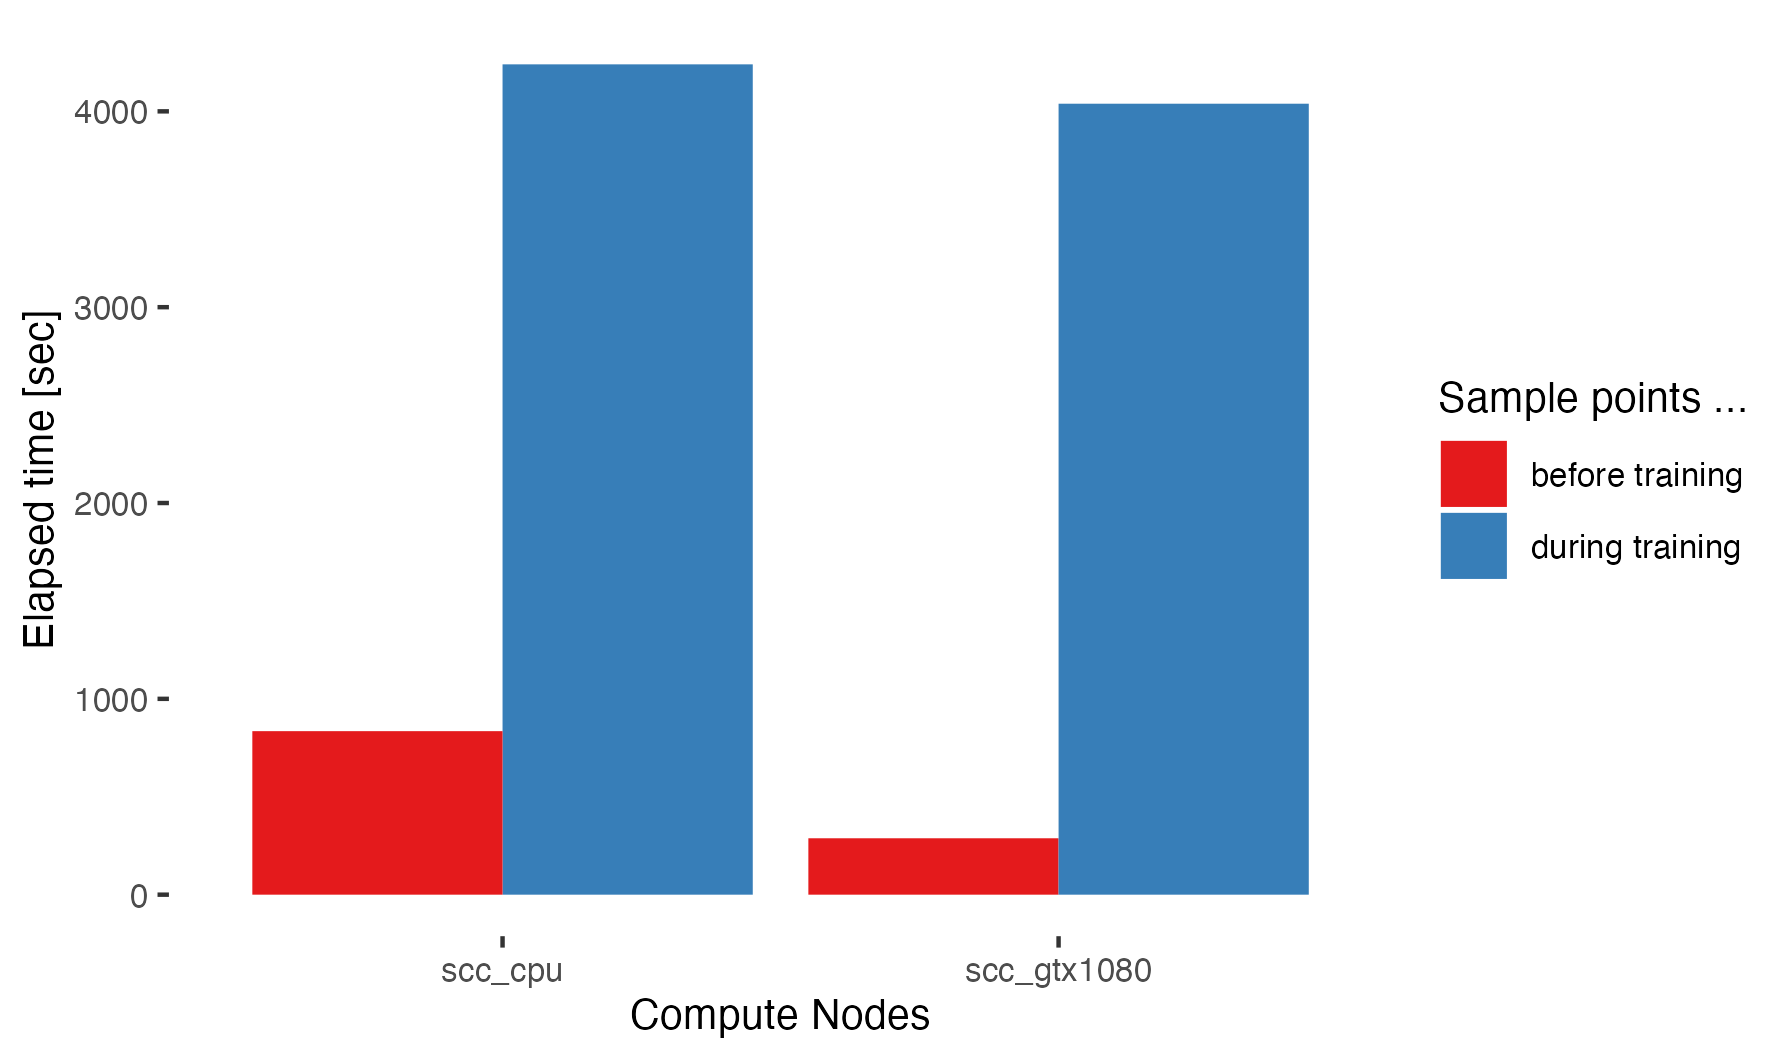 Elapsed time [sec]
4000
3000
2000
1000
0
scc_cpu
scc_gtx1080
Compute Nodes
Sample points ...
before training
during training